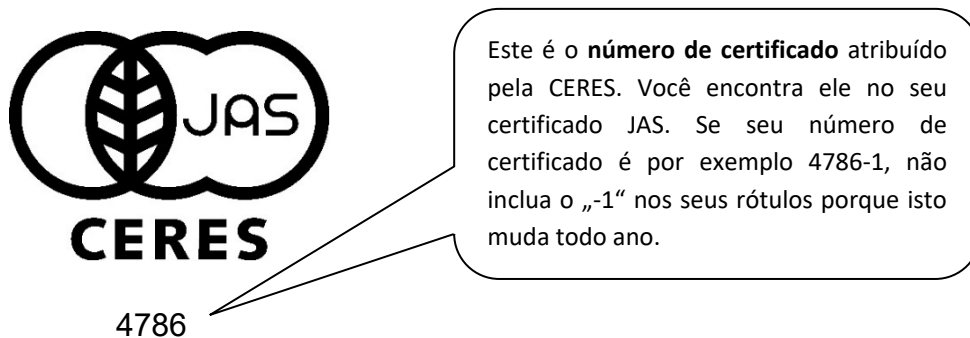 JAS
CERES
4786
Este é o número de certificado atribuído
pela CERES. Você encontra ele no seu
certificado JAS. Se seu número de
certificado é por exemplo 4786-1, não
inclua o „-1“ nos seus rótulos porque isto
muda todo ano.